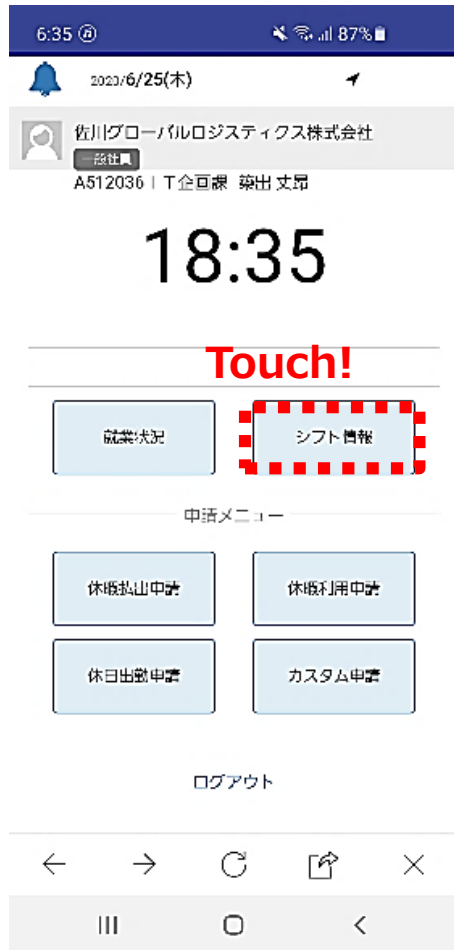 6:35 87%
2020/6/25(木)
佐川グローバルロジスティクス株式会社
一般社員
A512036 IT企画課
18:35
Touch!
就業状況 シフト情報
申請メニュー
休暇払出申請 休暇利用申請
休日出勤申請 カスタム申請
ログアウト